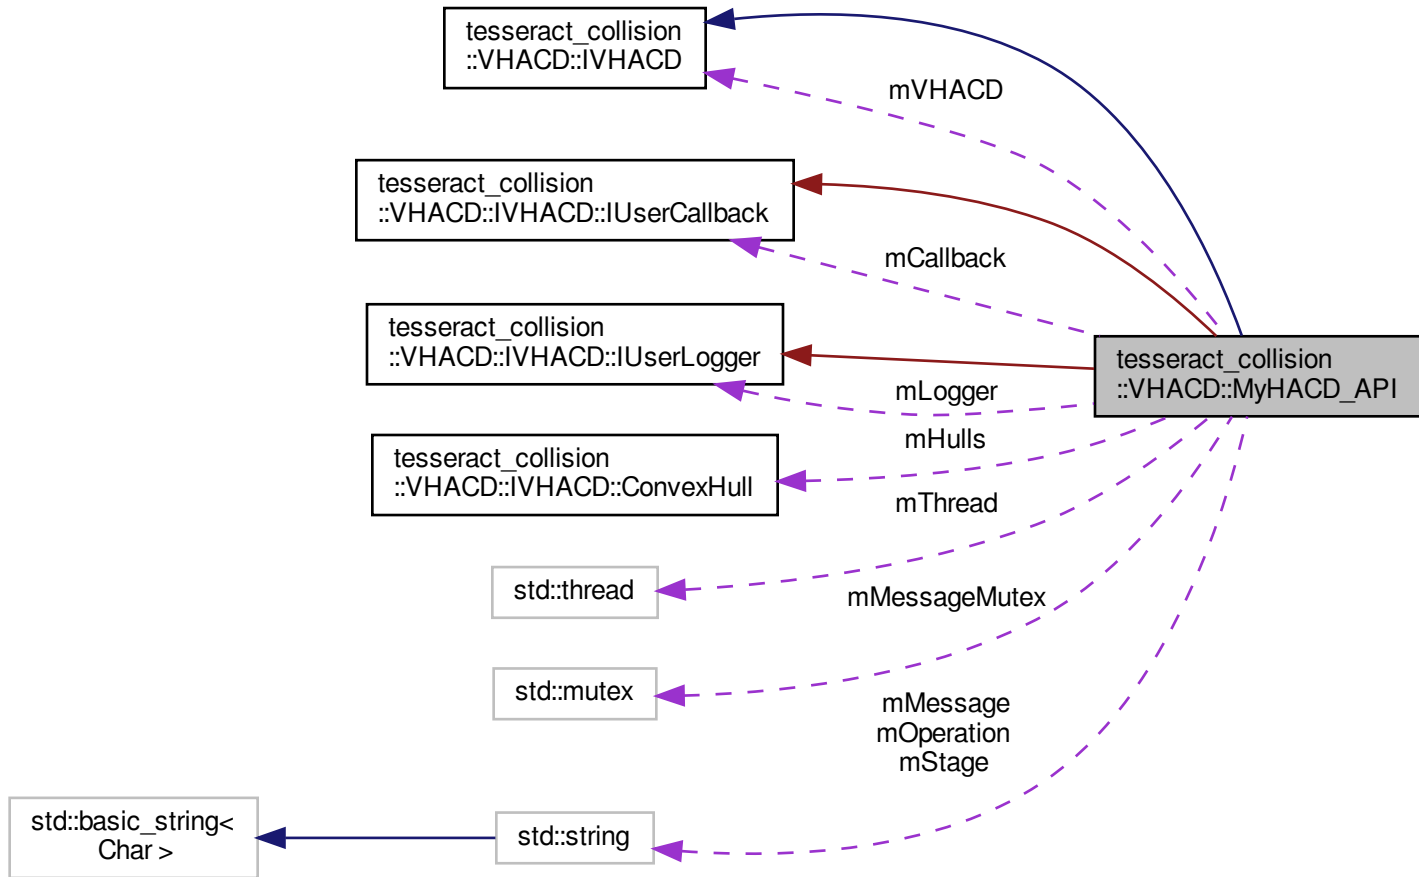 tesseract_collision
::VHACD::IVHACD
mVHACD
tesseract_collision
::VHACD::IVHACD::IUserCallback
mCallback
tesseract_collision
::VHACD::IVHACD::IUserLogger
tesseract_collision
::VHACD::MyHACD_API
mLogger
mHulls
tesseract_collision
::VHACD::IVHACD::ConvexHull
mThread
std::thread
mMessageMutex
std::mutex
mMessage
mOperation
mStage
std::basic_string<
Char >
std::string